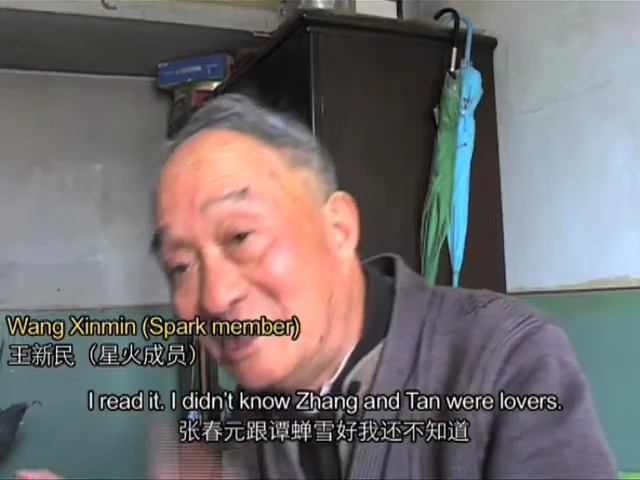 Wang Xinmin (Spark member)
王新民（星火成员）
I read it. I didn't know Zhang and Tan were lovers.
张春元跟谭蝉雪好我还不知道